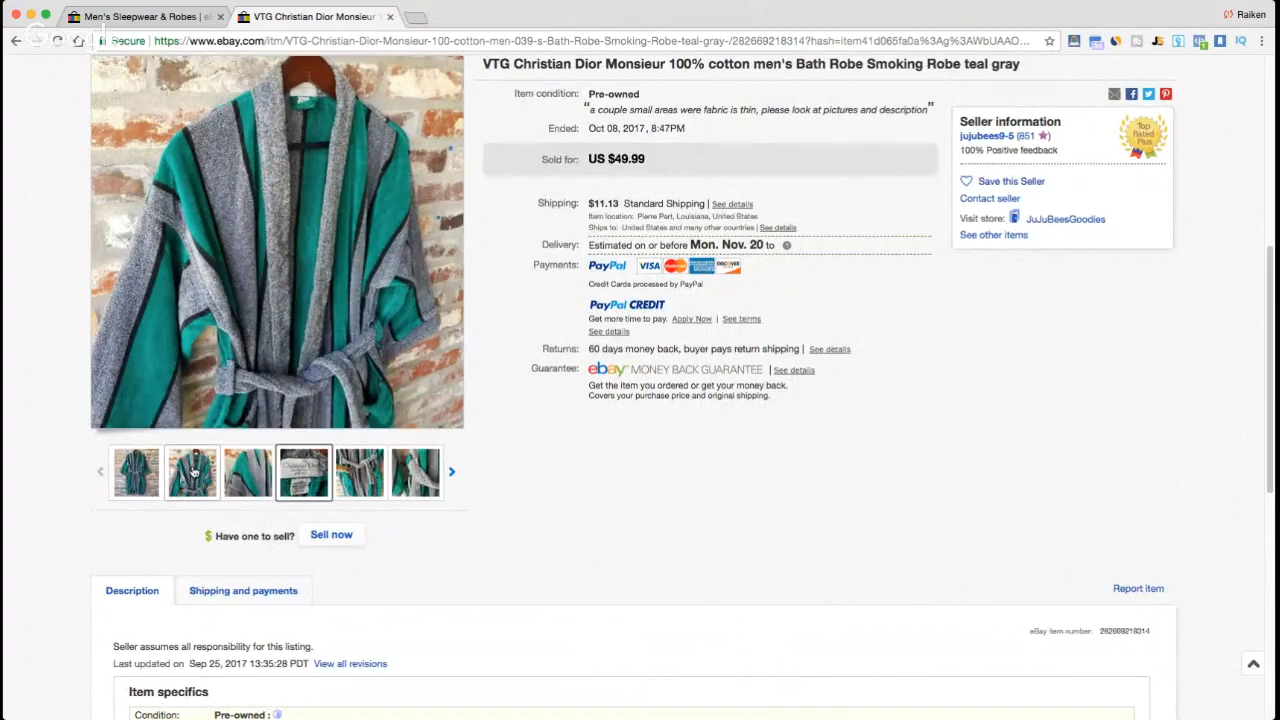 Men's Sleepwear & Robes | e
VTG Christian Dior Monsieur
Raiken
Secure
https://www.ebay.com/itm/VTG-Christian-Dior-Monsieur-100-cotton-men-039-s-Bath-Robe-Smoking-Robe-teal-gray-/282669218314?hash=item41d065fa0a%3Ag%3AWbUAAO...
VTG Christian Dior Monsieur 100% cotton men's Bath Robe Smoking Robe teal gray
Item condition: Pre-owned
"a couple small areas were fabric is thin, please look at pictures and description"
Ended: Oct 08, 2017 , 8:47PM
Sold for: US $49.99
Shipping: $11.13 Standard Shipping | See details
Item location: Pierre Part, Louisiana, United States
Ships to: United States and many other countries | See details
Delivery: Estimated on or before Mon. Nov. 20 to
Payments: PayPal VISA MasterCard AMERICAN EXPRESS DISCOVER
Credit Cards processed by PayPal
PayPal CREDIT
Get more time to pay. Apply Now | See terms
See details
Returns: 60 days money back, buyer pays return shipping | See details
Guarantee: ebay MONEY BACK GUARANTEE | See details
Get the item you ordered or get your money back.
Covers your purchase price and original shipping.
Seller information
jujubees9-5 (851 )
100% Positive feedback
Top
Rated
Plus
Save this Seller
Contact seller
Visit store: JuJuBeesGoodies
See other items
Christian Dior
$ Have one to sell? Sell now
Description
Shipping and payments
Report item
eBay item number: 282669218314
Seller assumes all responsibility for this listing.
Last updated on Sep 25, 2017 13:35:28 PDT View all revisions
Item specifics
Condition: Pre-owned :